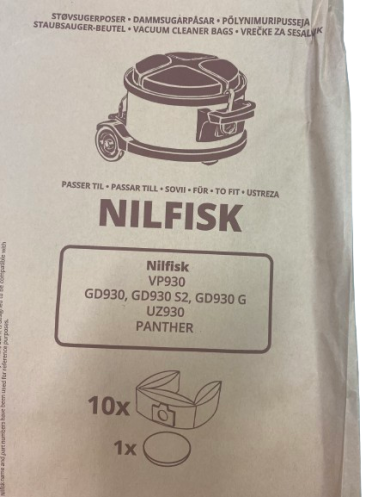 STØVSUGERPOSER • DAMMSUGARPÅSAR • PÖLYNIMURIPUSSEJA
STAUBSAUGER-BEUTEL • VACUUM CLEANER BAGS • VREČKE ZA SESALNIK
PASSER TIL • PASSAR TILL • SOVII • FÜR • TO FIT • USTREZA
NILFISK
Nilfisk
VP930
GD930, GD930 S2, GD930 G
UZ930
PANTHER
10x
1x